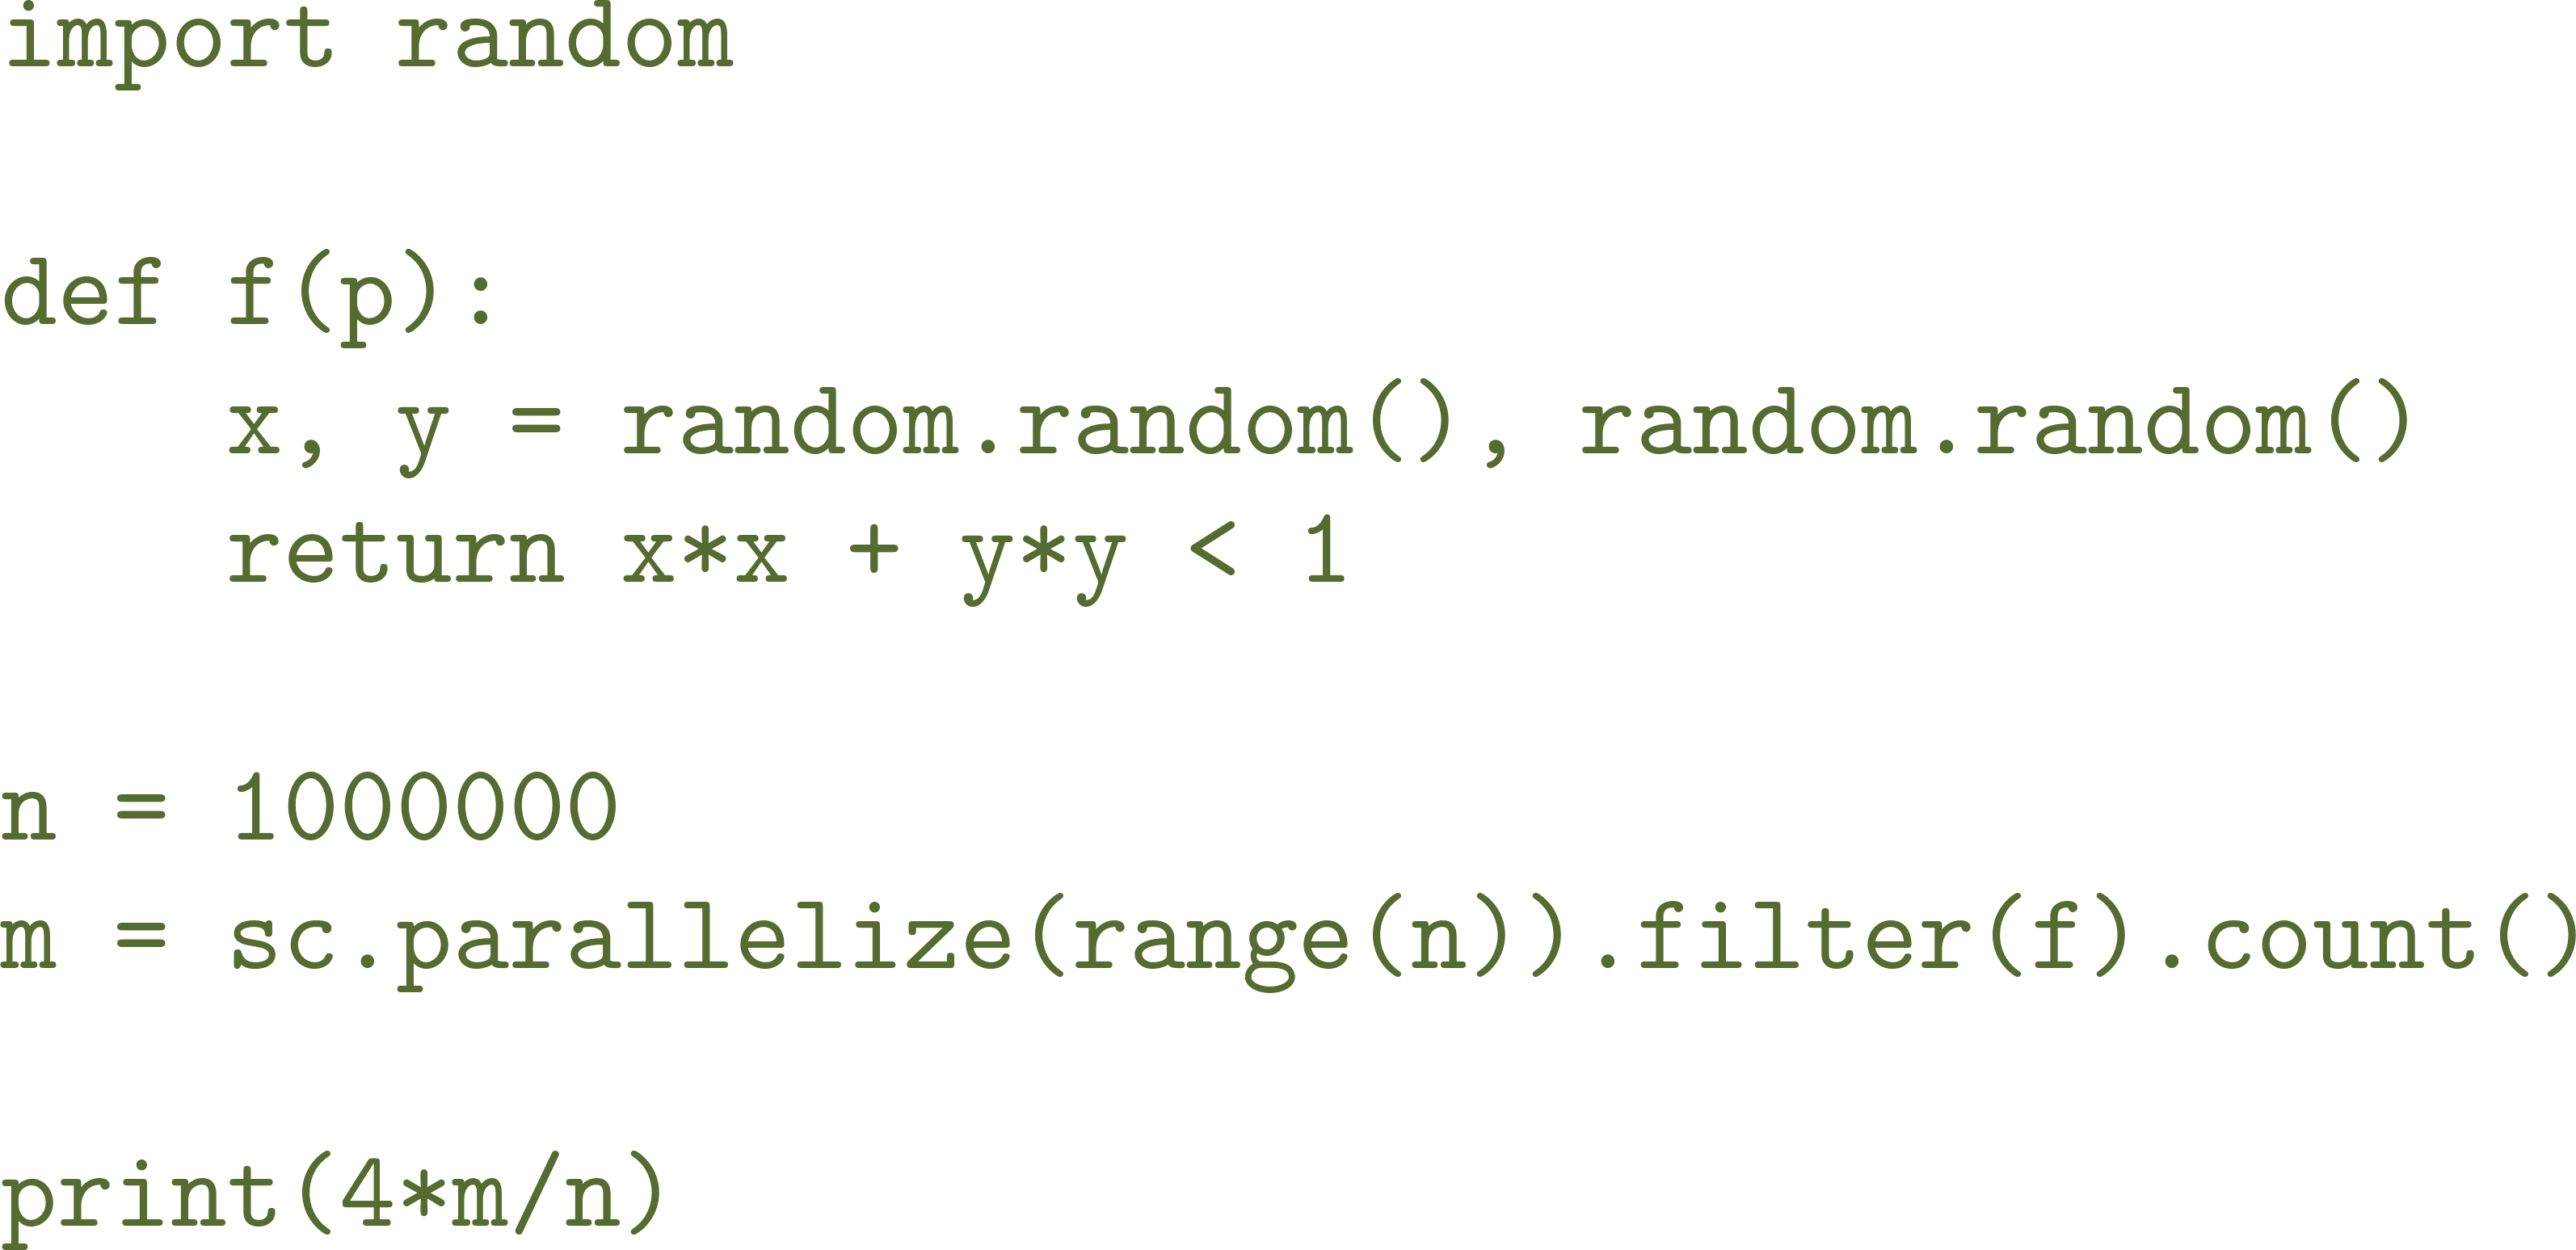 import random

def f(p):
    x, y = random.random(), random.random()
    return x*x + y*y < 1

n = 1000000
m = sc.parallelize(range(n)).filter(f).count()

print(4*m/n)